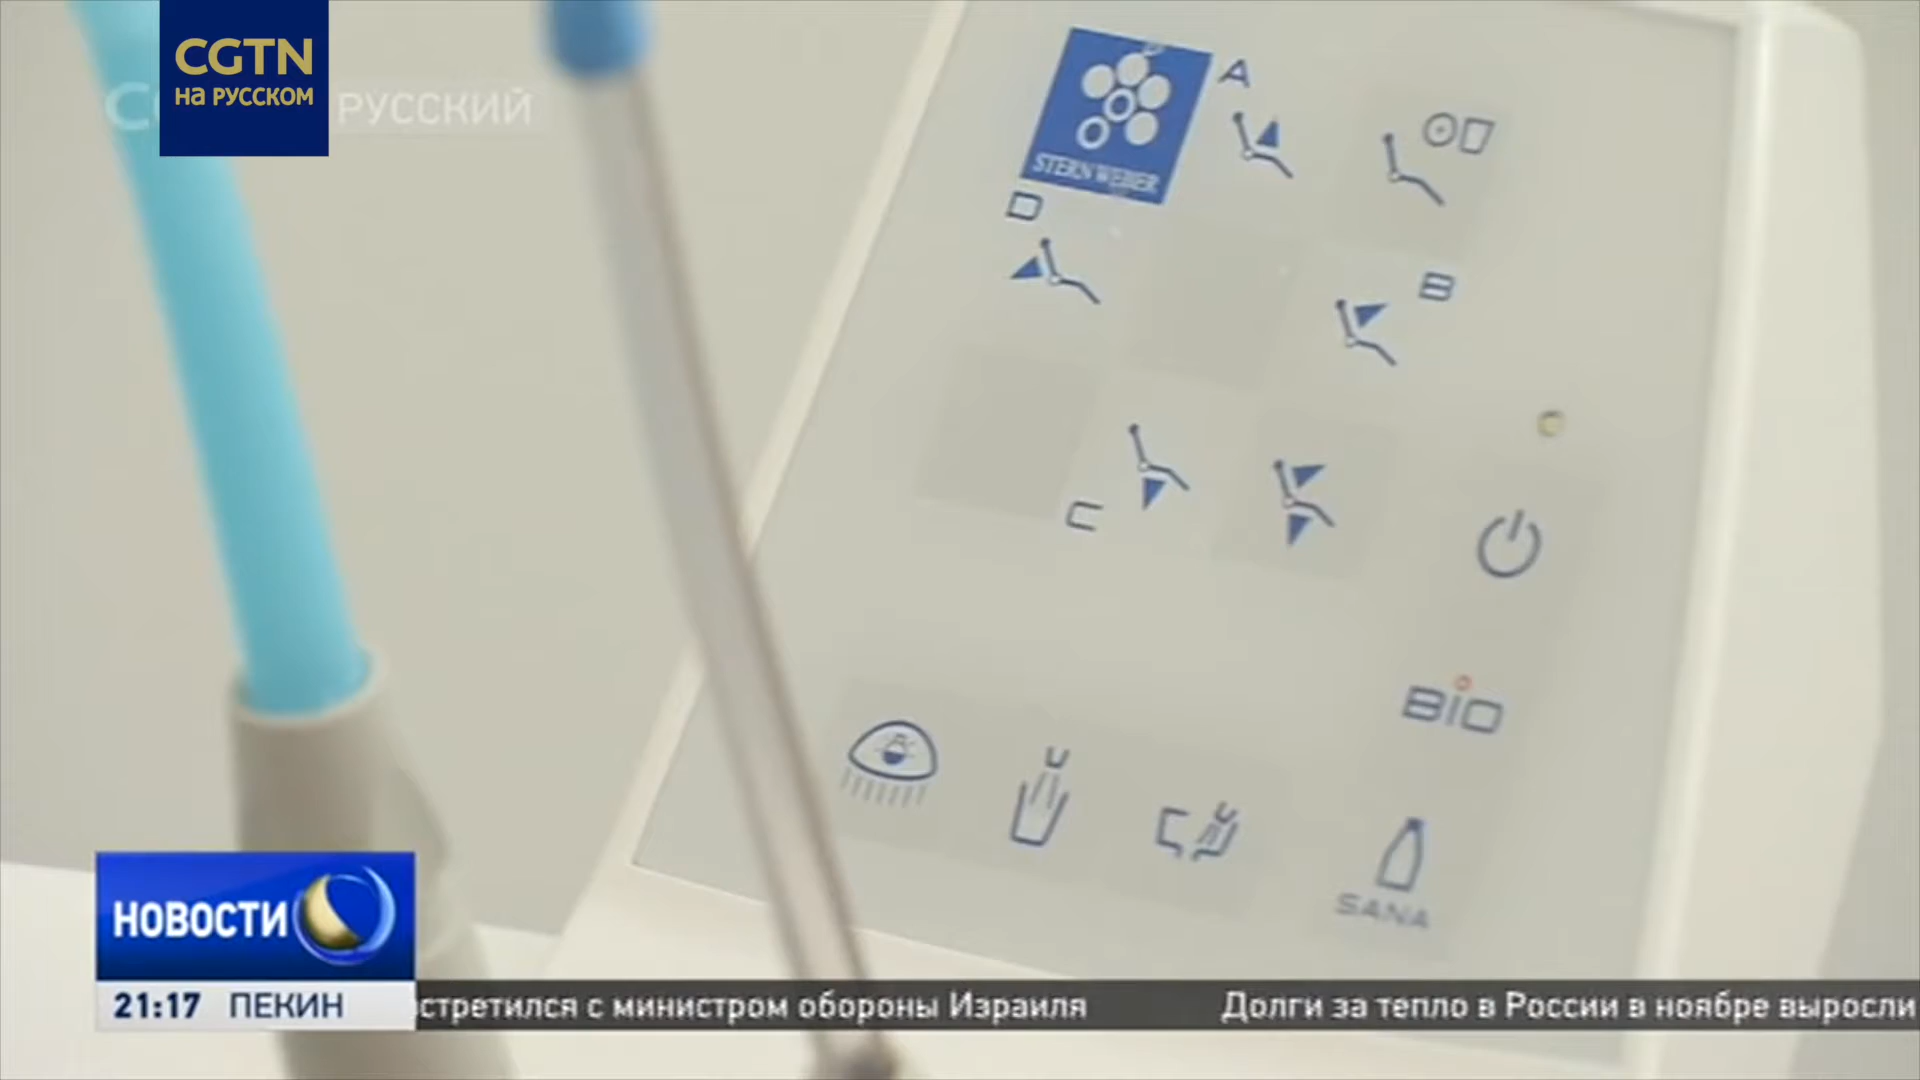 CGTN
на русском
РУССКИЙ
STERN WEBER
A
D
B
C
BIO
SANA
НОВОСТИ
21:17 ПЕКИН
стретился с министром обороны Израиля Долги за тепло в России в ноябре выросли